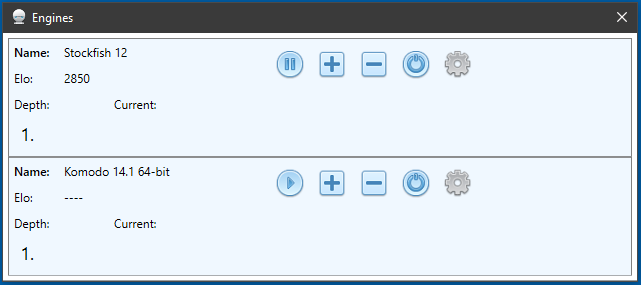 Engines
Name: Stockfish 12
Elo: 2850
Depth: Current:
1.
Name: Komodo 14.1 64-bit
Elo: ----
Depth: Current:
1.